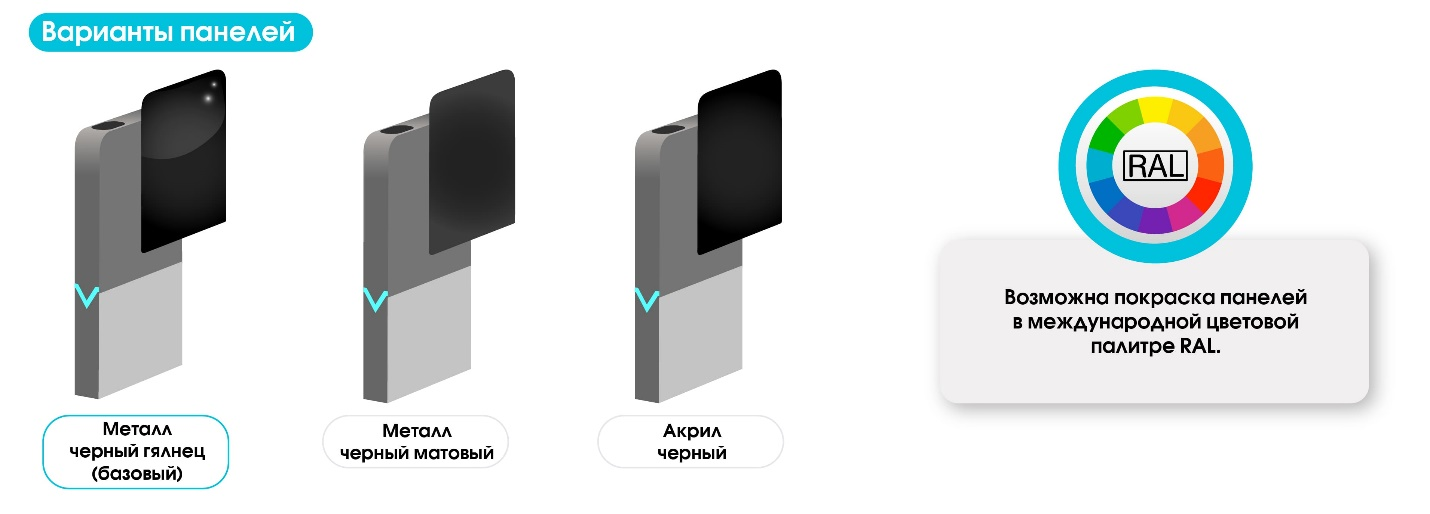 Варианты панелей
Металл
черный гялнец
(базовый)
Металл
черный матовый
Акрил
черный
RAL
Возможна покраска панелей
в международной цветовой
палитре RAL.